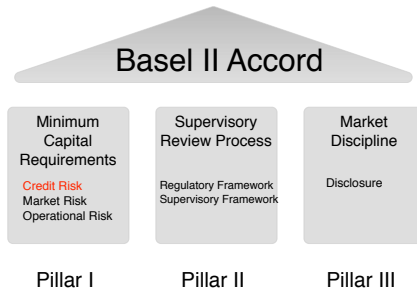 Basel II Accord
Minimum
Capital
Requirements
Credit Risk
Market Risk
Operational Risk
Supervisory
Review Process
Regulatory Framework
Supervisory Framework
Market
Discipline
Disclosure
Pillar I
Pillar II
Pillar III